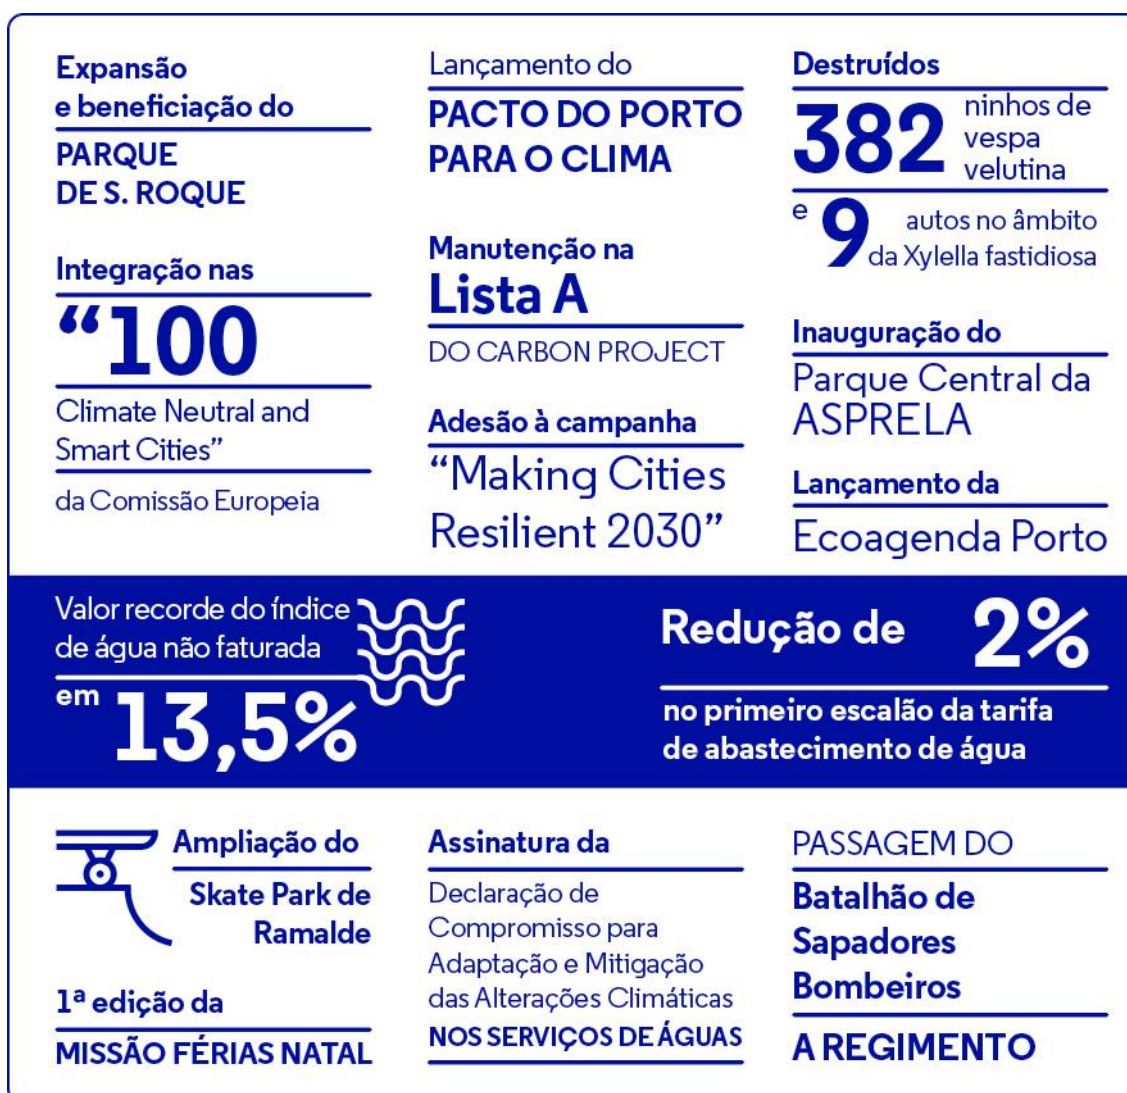 Expansão
e beneficiação do
PARQUE
DE S. ROQUE
Integração nas
“100
Climate Neutral and
Smart Cities”
da Comissão Europeia
Lançamento do
PACTO DO PORTO
PARA O CLIMA
Manutenção na
Lista A
DO CARBON PROJECT
Adesão à campanha
“Making Cities
Resilient 2030”
Destruídos
382 ninhos de
vespa
velutina
e 9 autos no âmbito
da Xylella fastidiosa
Inauguração do
Parque Central da
ASPRELA
Lançamento da
Ecoagenda Porto
Valor recorde do índice
de água não faturada
em 13,5%
Redução de 2%
no primeiro escalão da tarifa
de abastecimento de água
Ampliação do
Skate Park de
Ramalde
1ª edição da
MISSÃO FÉRIAS NATAL
Assinatura da
Declaração de
Compromisso para
Adaptação e Mitigação
das Alterações Climáticas
NOS SERVIÇOS DE ÁGUAS
PASSAGEM DO
Batalhão de
Sapadores
Bombeiros
A REGIMENTO